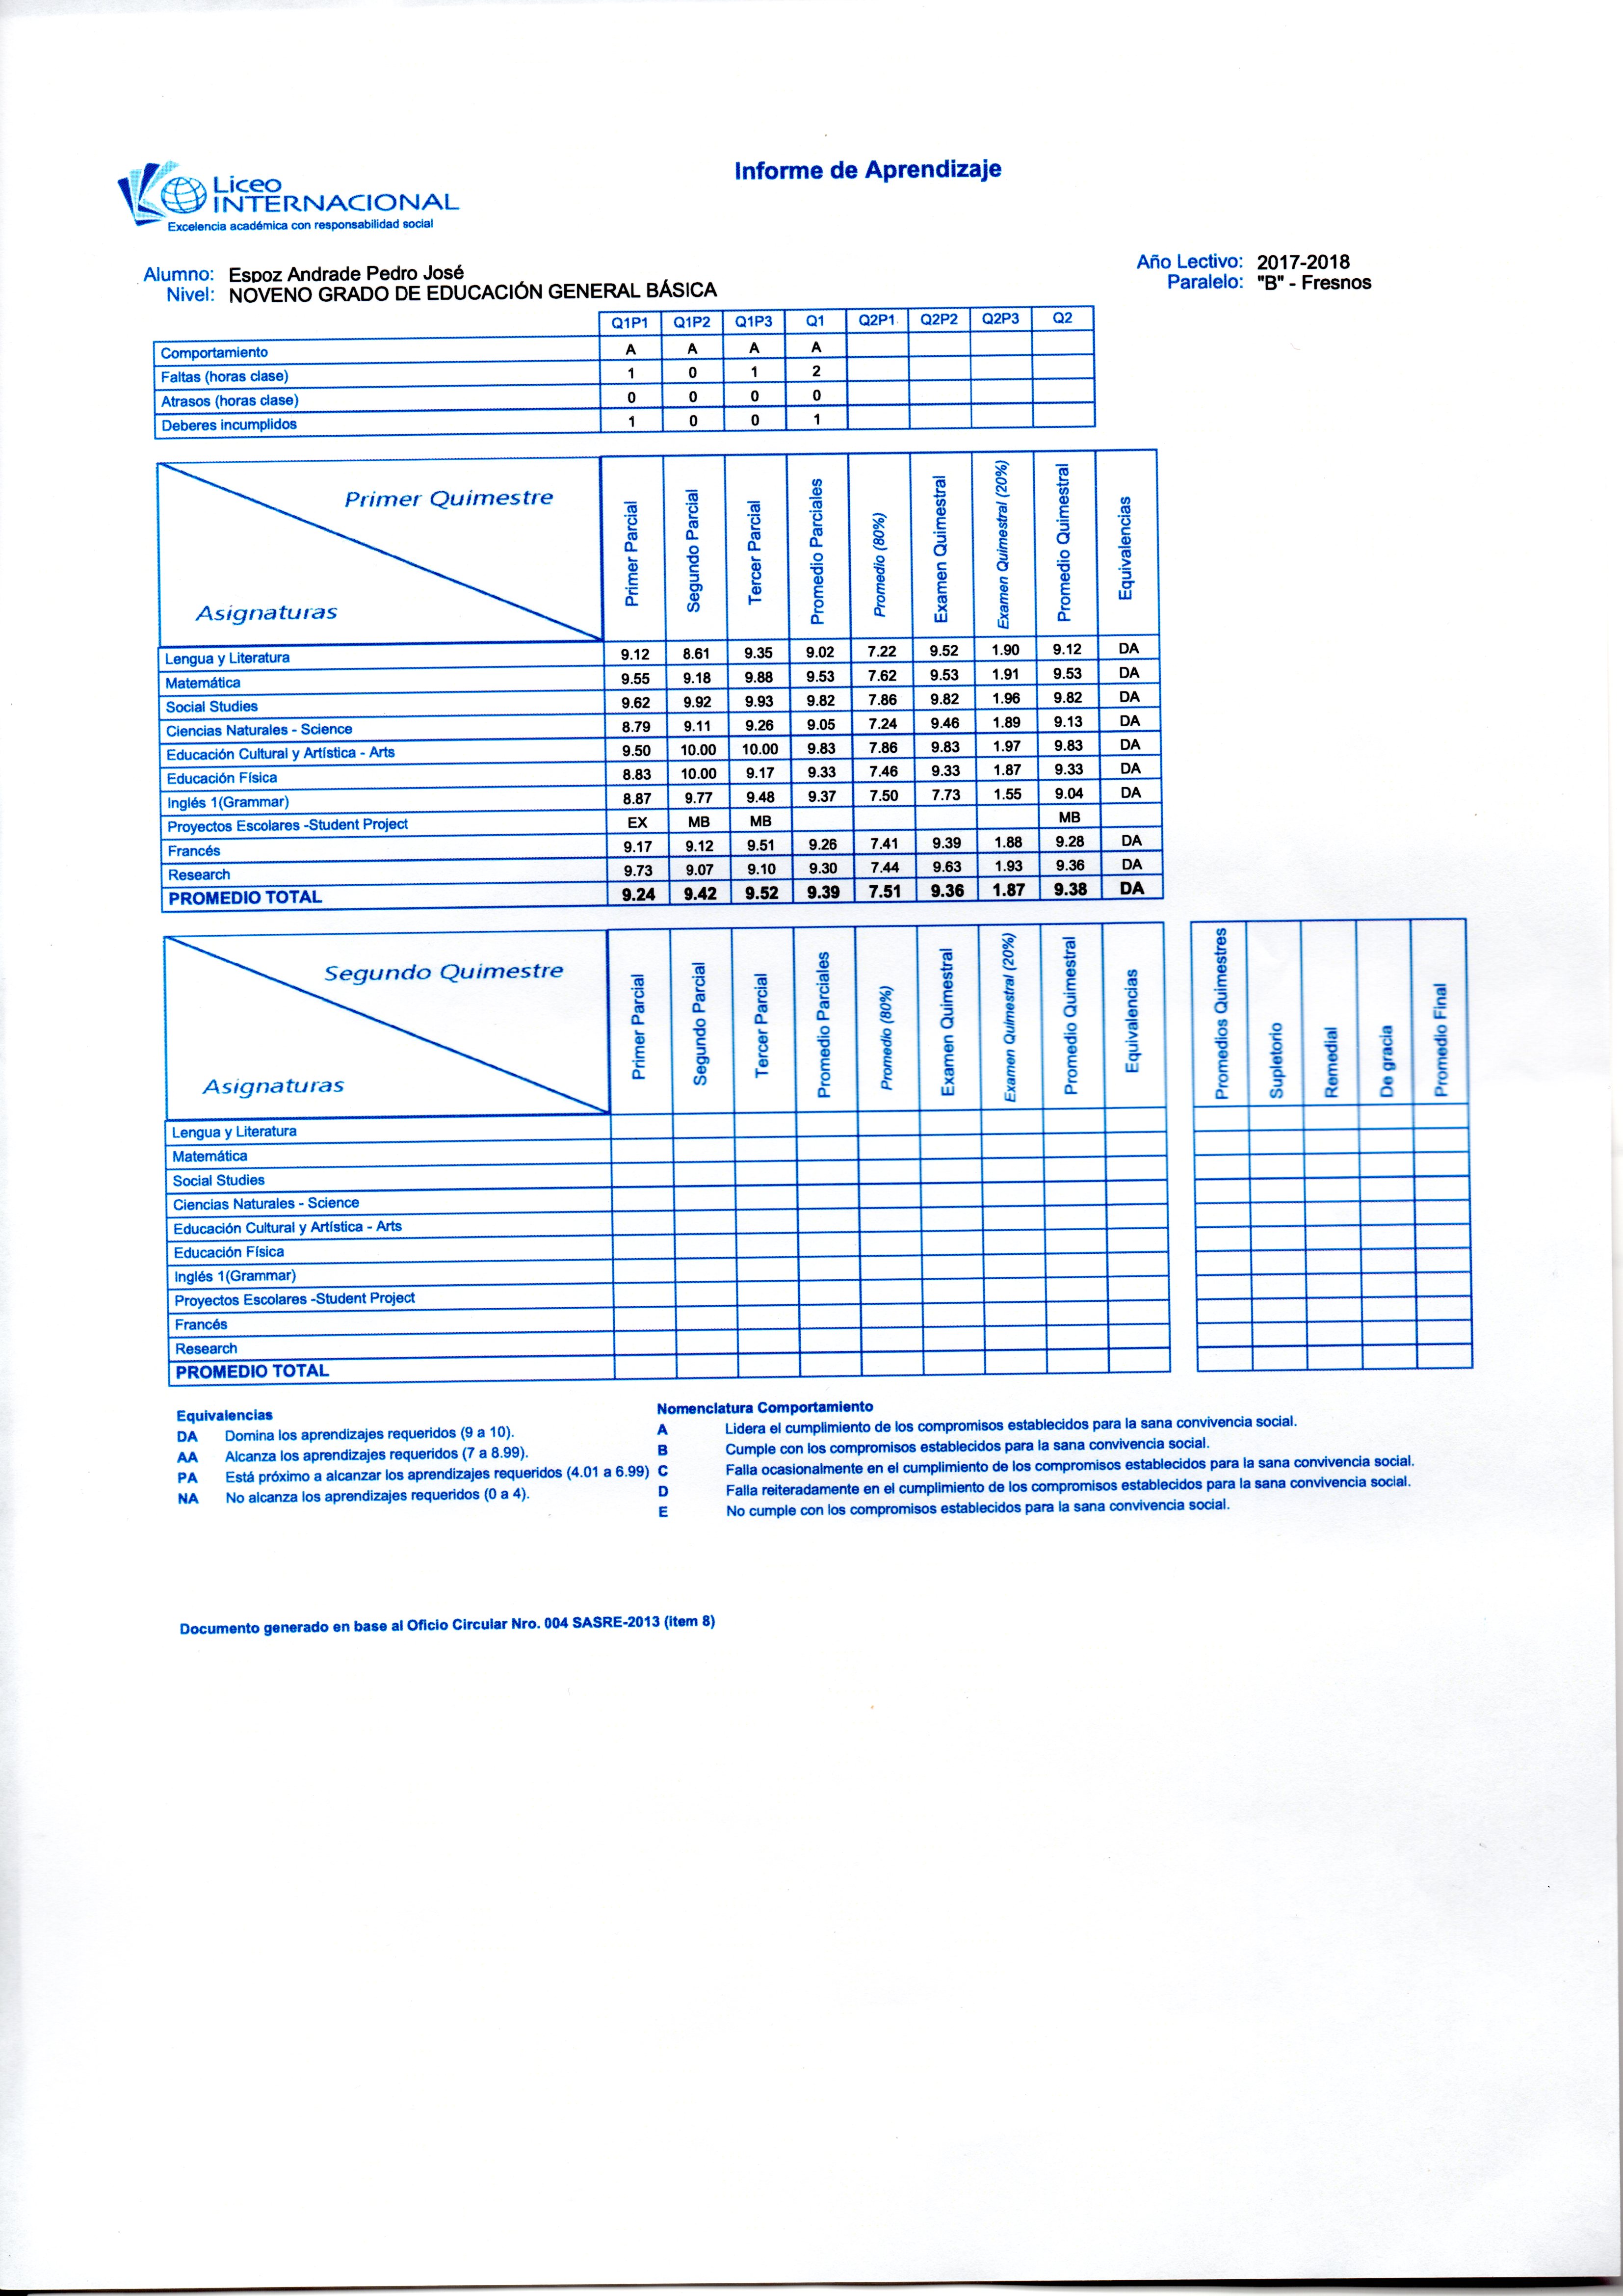 Informe de Aprendizaje
Liceo
INTERNACIONAL
Excelencia académica con responsabilidad social
Alumno: Espoz Andrade Pedro José
Nivel: NOVENO GRADO DE EDUCACIÓN GENERAL BÁSICA
Año Lectivo: 2017-2018
Paralelo: "B" - Fresnos
Q1P1 Q1P2 Q1P3 Q1 Q2P1 Q2P2 Q2P3 Q2
Comportamiento A A A A
Faltas (horas clase) 1 0 1 2
Atrasos (horas clase) 0 0 0 0
Deberes incumplidos 1 0 0 1
Primer Quimestre
Asignaturas
Primer Parcial
Segundo Parcial
Tercer Parcial
Promedio Parciales
Promedio (80%)
Examen Quimestral
Examen Quimestral (20%)
Promedio Quimestral
Equivalencias
Lengua y Literatura 9.12 8.61 9.35 9.02 7.22 9.52 1.90 9.12 DA
Matemática 9.55 9.18 9.88 9.53 7.62 9.53 1.91 9.53 DA
Social Studies 9.62 9.92 9.93 9.82 7.86 9.82 1.96 9.82 DA
Ciencias Naturales - Science 8.79 9.11 9.26 9.05 7.24 9.46 1.89 9.13 DA
Educación Cultural y Artística - Arts 9.50 10.00 10.00 9.83 7.86 9.83 1.97 9.83 DA
Educación Física 8.83 10.00 9.17 9.33 7.46 9.33 1.87 9.33 DA
Inglés 1(Grammar) 8.87 9.77 9.48 9.37 7.50 7.73 1.55 9.04 DA
Proyectos Escolares -Student Project EX MB MB MB
Francés 9.17 9.12 9.51 9.26 7.41 9.39 1.88 9.28 DA
Research 9.73 9.07 9.10 9.30 7.44 9.63 1.93 9.36 DA
PROMEDIO TOTAL 9.24 9.42 9.52 9.39 7.51 9.36 1.87 9.38 DA
Segundo Quimestre
Asignaturas
Primer Parcial
Segundo Parcial
Tercer Parcial
Promedio Parciales
Promedio (80%)
Examen Quimestral
Examen Quimestral (20%)
Promedio Quimestral
Equivalencias
Promedios Quimestres
Supletorio
Remedial
De gracia
Promedio Final
Lengua y Literatura
Matemática
Social Studies
Ciencias Naturales - Science
Educación Cultural y Artística - Arts
Educación Física
Inglés 1(Grammar)
Proyectos Escolares -Student Project
Francés
Research
PROMEDIO TOTAL
Equivalencias
DA Domina los aprendizajes requeridos (9 a 10).
AA Alcanza los aprendizajes requeridos (7 a 8.99).
PA Está próximo a alcanzar los aprendizajes requeridos (4.01 a 6.99)
NA No alcanza los aprendizajes requeridos (0 a 4).
Nomenclatura Comportamiento
A Lidera el cumplimiento de los compromisos establecidos para la sana convivencia social.
B Cumple con los compromisos establecidos para la sana convivencia social.
C Falla ocasionalmente en el cumplimiento de los compromisos establecidos para la sana convivencia social.
D Falla reiteradamente en el cumplimiento de los compromisos establecidos para la sana convivencia social.
E No cumple con los compromisos establecidos para la sana convivencia social.
Documento generado en base al Oficio Circular Nro. 004 SASRE-2013 (item 8)